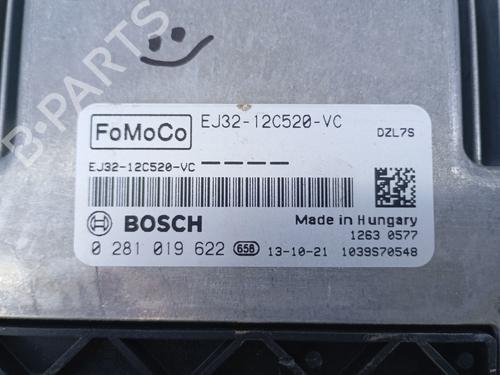 B-PARTS
FoMoCo
EJ32-12C520-VC
DZL7S
EJ32-12C520-VC
BOSCH
Made in Hungary
1263 0577
0 281 019 622 65B 13-10-21 1039S70548